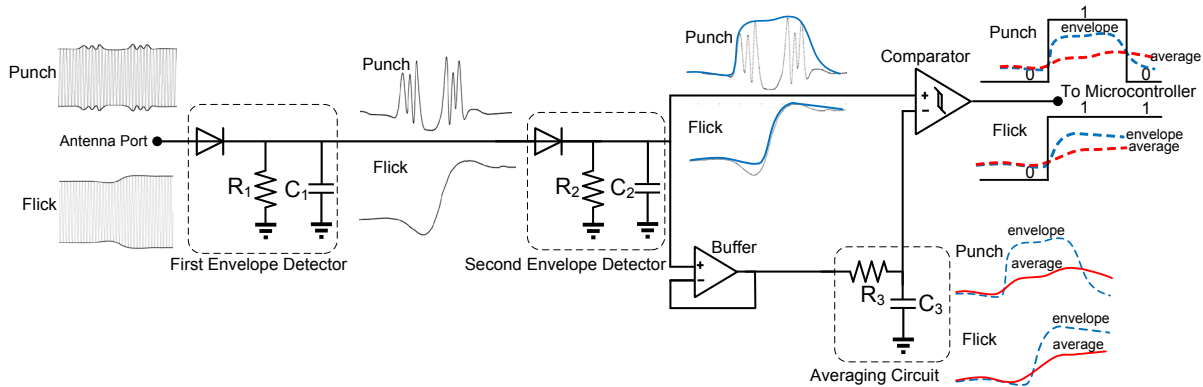 Punch
Antenna Port
Flick
R1
C1
First Envelope Detector
Punch
Flick
R2
C2
Second Envelope Detector
Punch
Flick
+
-
Buffer
R3
C3
Averaging Circuit
Comparator
+
-
Punch
1
envelope
average
0
0
To Microcontroller
1
1
Flick
envelope
average
0
Punch
envelope
average
Flick
envelope
average